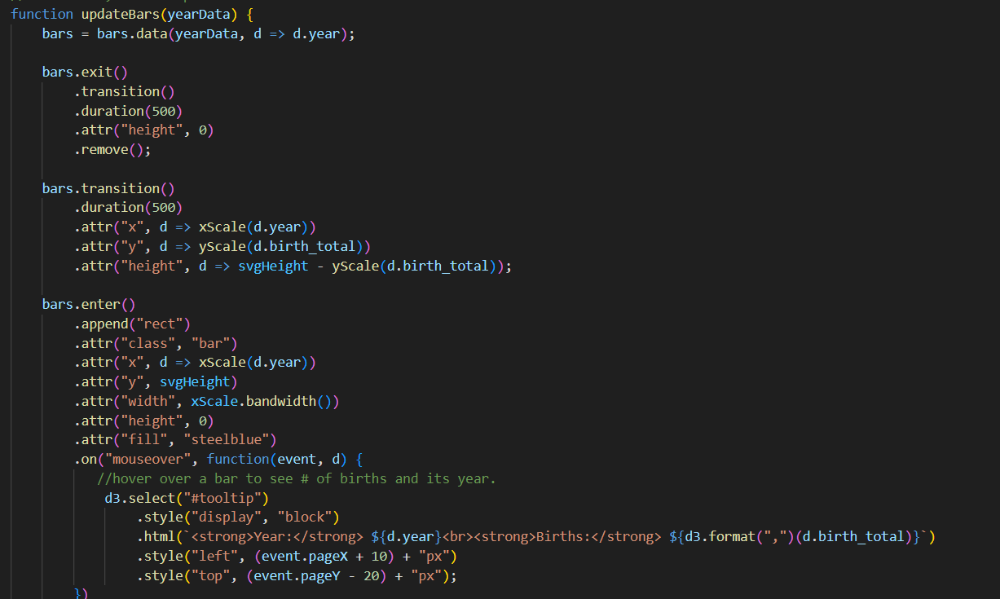 function updateBars(yearData) {
    bars = bars.data(yearData, d => d.year);

    bars.exit()
        .transition()
        .duration(500)
        .attr("height", 0)
        .remove();

    bars.transition()
        .duration(500)
        .attr("x", d => xScale(d.year))
        .attr("y", d => yScale(d.birth_total))
        .attr("height", d => svgHeight - yScale(d.birth_total));

    bars.enter()
        .append("rect")
        .attr("class", "bar")
        .attr("x", d => xScale(d.year))
        .attr("y", svgHeight)
        .attr("width", xScale.bandwidth())
        .attr("height", 0)
        .attr("fill", "steelblue")
        .on("mouseover", function(event, d) {
           //hover over a bar to see # of births and its year.
            d3.select("#tooltip")
                .style("display", "block")
                .html(`<strong>Year:</strong> ${d.year}<br><strong>Births:</strong> ${d3.format(",")(d.birth_total)}`)
                .style("left", (event.pageX + 10) + "px")
                .style("top", (event.pageY - 20) + "px");
        })